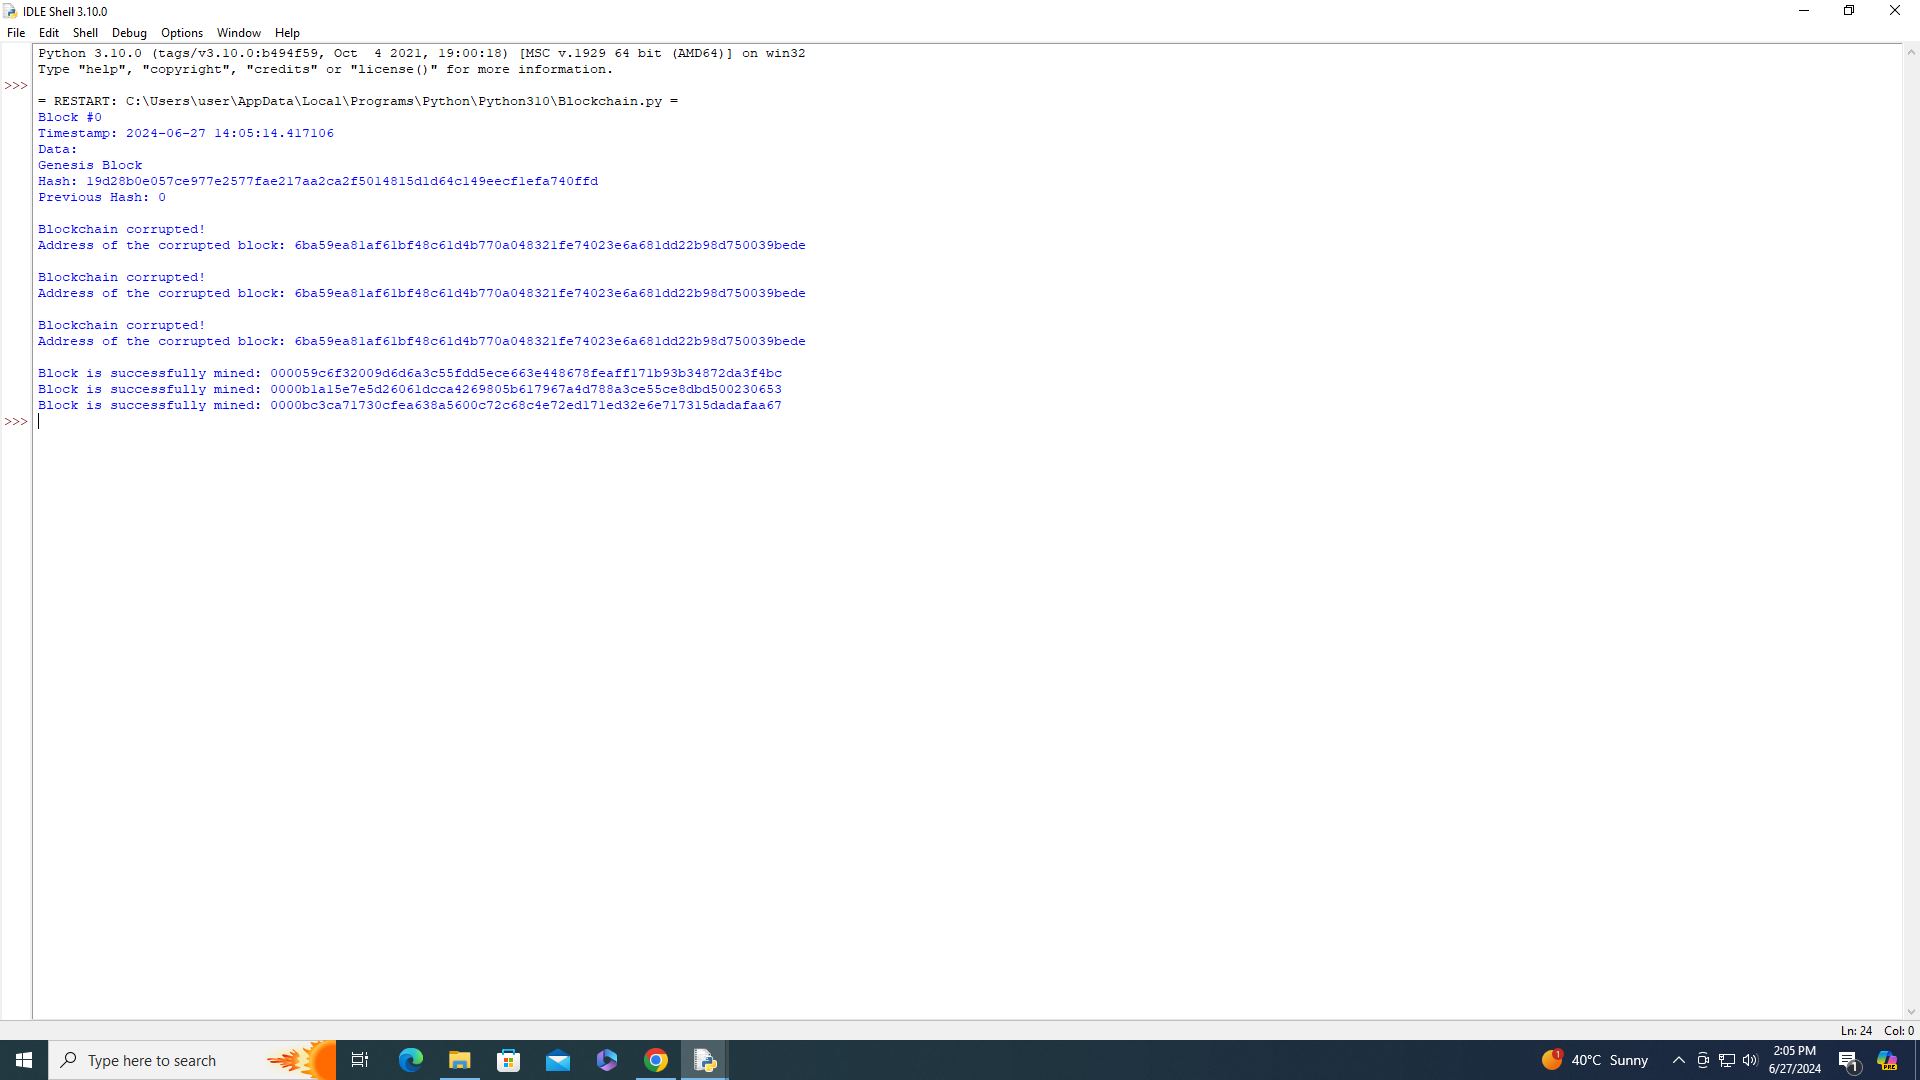 IDLE Shell 3.10.0
File Edit Shell Debug Options Window Help
Python 3.10.0 (tags/v3.10.0:b494f59, Oct  4 2021, 19:00:18) [MSC v.1929 64 bit (AMD64)] on win32
Type "help", "copyright", "credits" or "license()" for more information.
>>>
= RESTART: C:\Users\user\AppData\Local\Programs\Python\Python310\Blockchain.py =
Block #0
Timestamp: 2024-06-27 14:05:14.417106
Data:
Genesis Block
Hash: 19d28b0e057ce977e2577fae217aa2ca2f5014815d1d64c149eecf1efa740ffd
Previous Hash: 0
Blockchain corrupted!
Address of the corrupted block: 6ba59ea81af61bf48c61d4b770a048321fe74023e6a681dd22b98d750039bede
Blockchain corrupted!
Address of the corrupted block: 6ba59ea81af61bf48c61d4b770a048321fe74023e6a681dd22b98d750039bede
Blockchain corrupted!
Address of the corrupted block: 6ba59ea81af61bf48c61d4b770a048321fe74023e6a681dd22b98d750039bede
Block is successfully mined: 000059c6f32009d6d6a3c55fdd5ece663e448678feaff171b93b34872da3f4bc
Block is successfully mined: 0000b1a15e7e5d26061dcca4269805b617967a4d788a3ce55ce8dbd500230653
Block is successfully mined: 0000bc3ca71730cfea638a5600c72c68c4e72ed171ed32e6e717315dadafaa67
>>>
Ln: 24 Col: 0
Type here to search
1
40°C Sunny
2:05 PM
6/27/2024
1
PRE